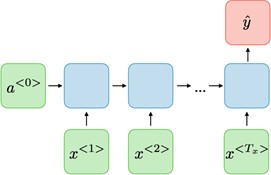 ŷ
a<0>
...
x<1> x<2> x<Tₓ>